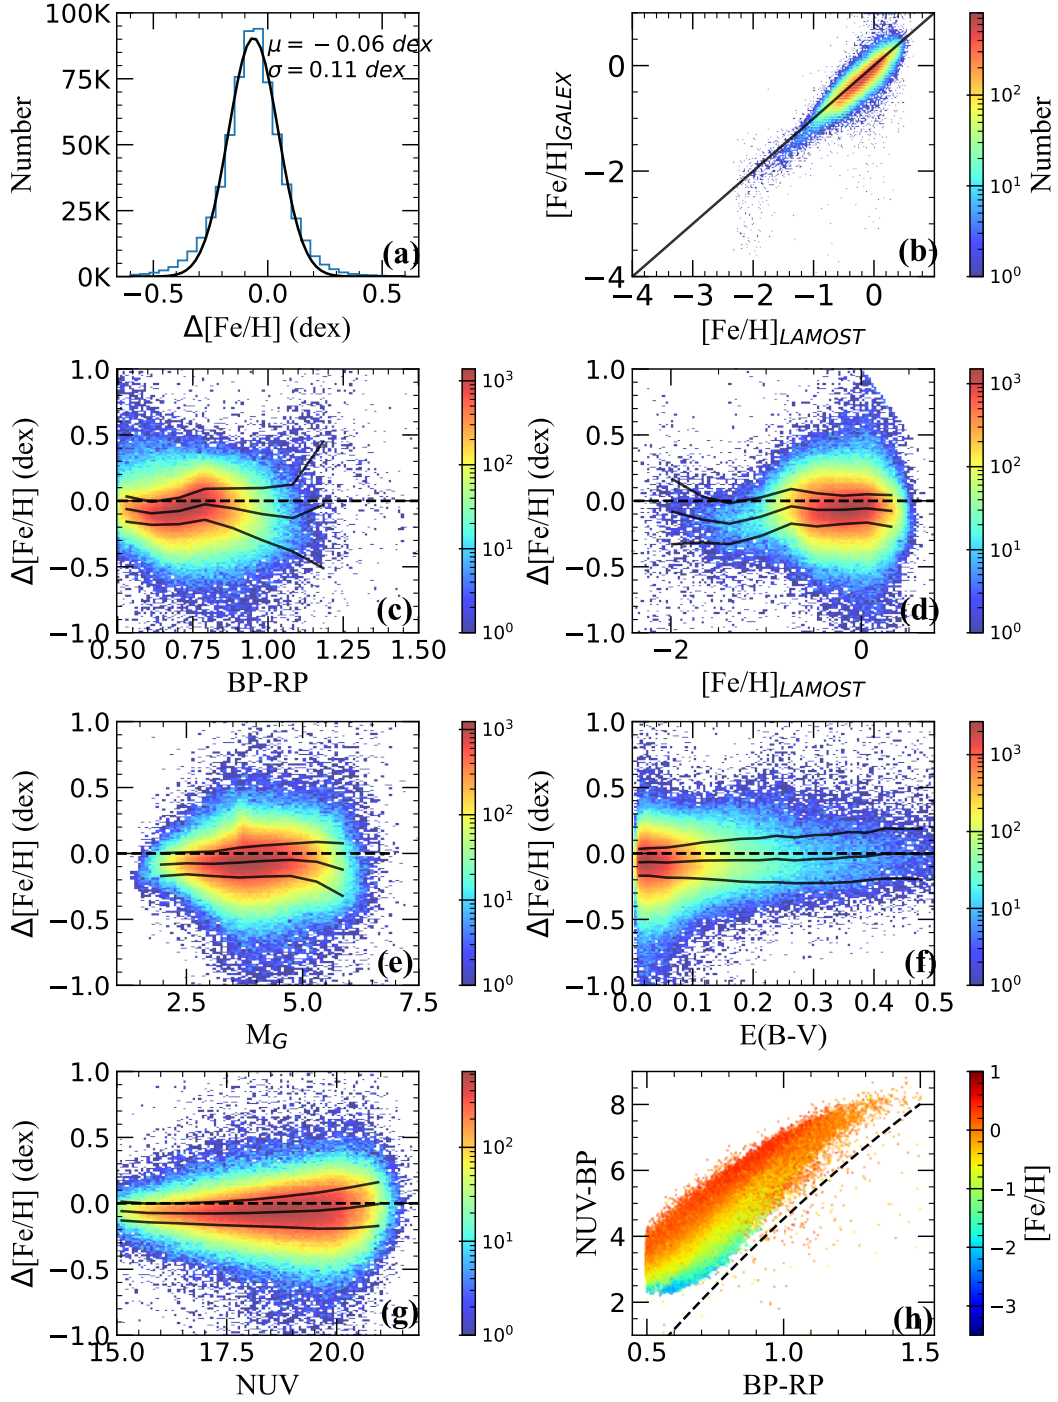 100K
75K
50K
25K
0K
Number
μ = −0.06 dex
σ = 0.11 dex
(a)
−0.5 0.0 0.5
Δ[Fe/H] (dex)
0
−2
−4
[Fe/H]GALEX
(b)
−4 −3 −2 −1 0
[Fe/H]LAMOST
10²
10¹
10⁰
Number
1.0
0.5
0.0
−0.5
−1.0
Δ[Fe/H] (dex)
(c)
0.50 0.75 1.00 1.25 1.50
BP-RP
10³
10²
10¹
10⁰
1.0
0.5
0.0
−0.5
−1.0
Δ[Fe/H] (dex)
(d)
−2 0
[Fe/H]LAMOST
10³
10²
10¹
10⁰
1.0
0.5
0.0
−0.5
−1.0
Δ[Fe/H] (dex)
(e)
2.5 5.0 7.5
MG
10³
10²
10¹
10⁰
1.0
0.5
0.0
−0.5
−1.0
Δ[Fe/H] (dex)
(f)
0.0 0.1 0.2 0.3 0.4 0.5
E(B-V)
10³
10²
10¹
10⁰
1.0
0.5
0.0
−0.5
−1.0
Δ[Fe/H] (dex)
(g)
15.0 17.5 20.0
NUV
10²
10¹
10⁰
8
6
4
2
NUV-BP
(h)
0.5 1.0 1.5
BP-RP
1
0
−1
−2
−3
[Fe/H]